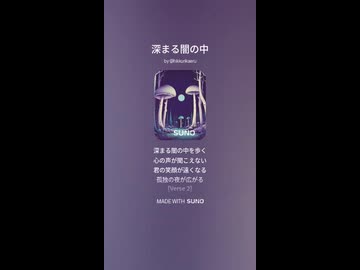 深まる闇の中
SUNO
深まる闇の中を歩く
心の声が聞こえない
君の笑顔が遠くなる
孤独の夜が広がる
[Verse 2]
MADE WITH SUNO